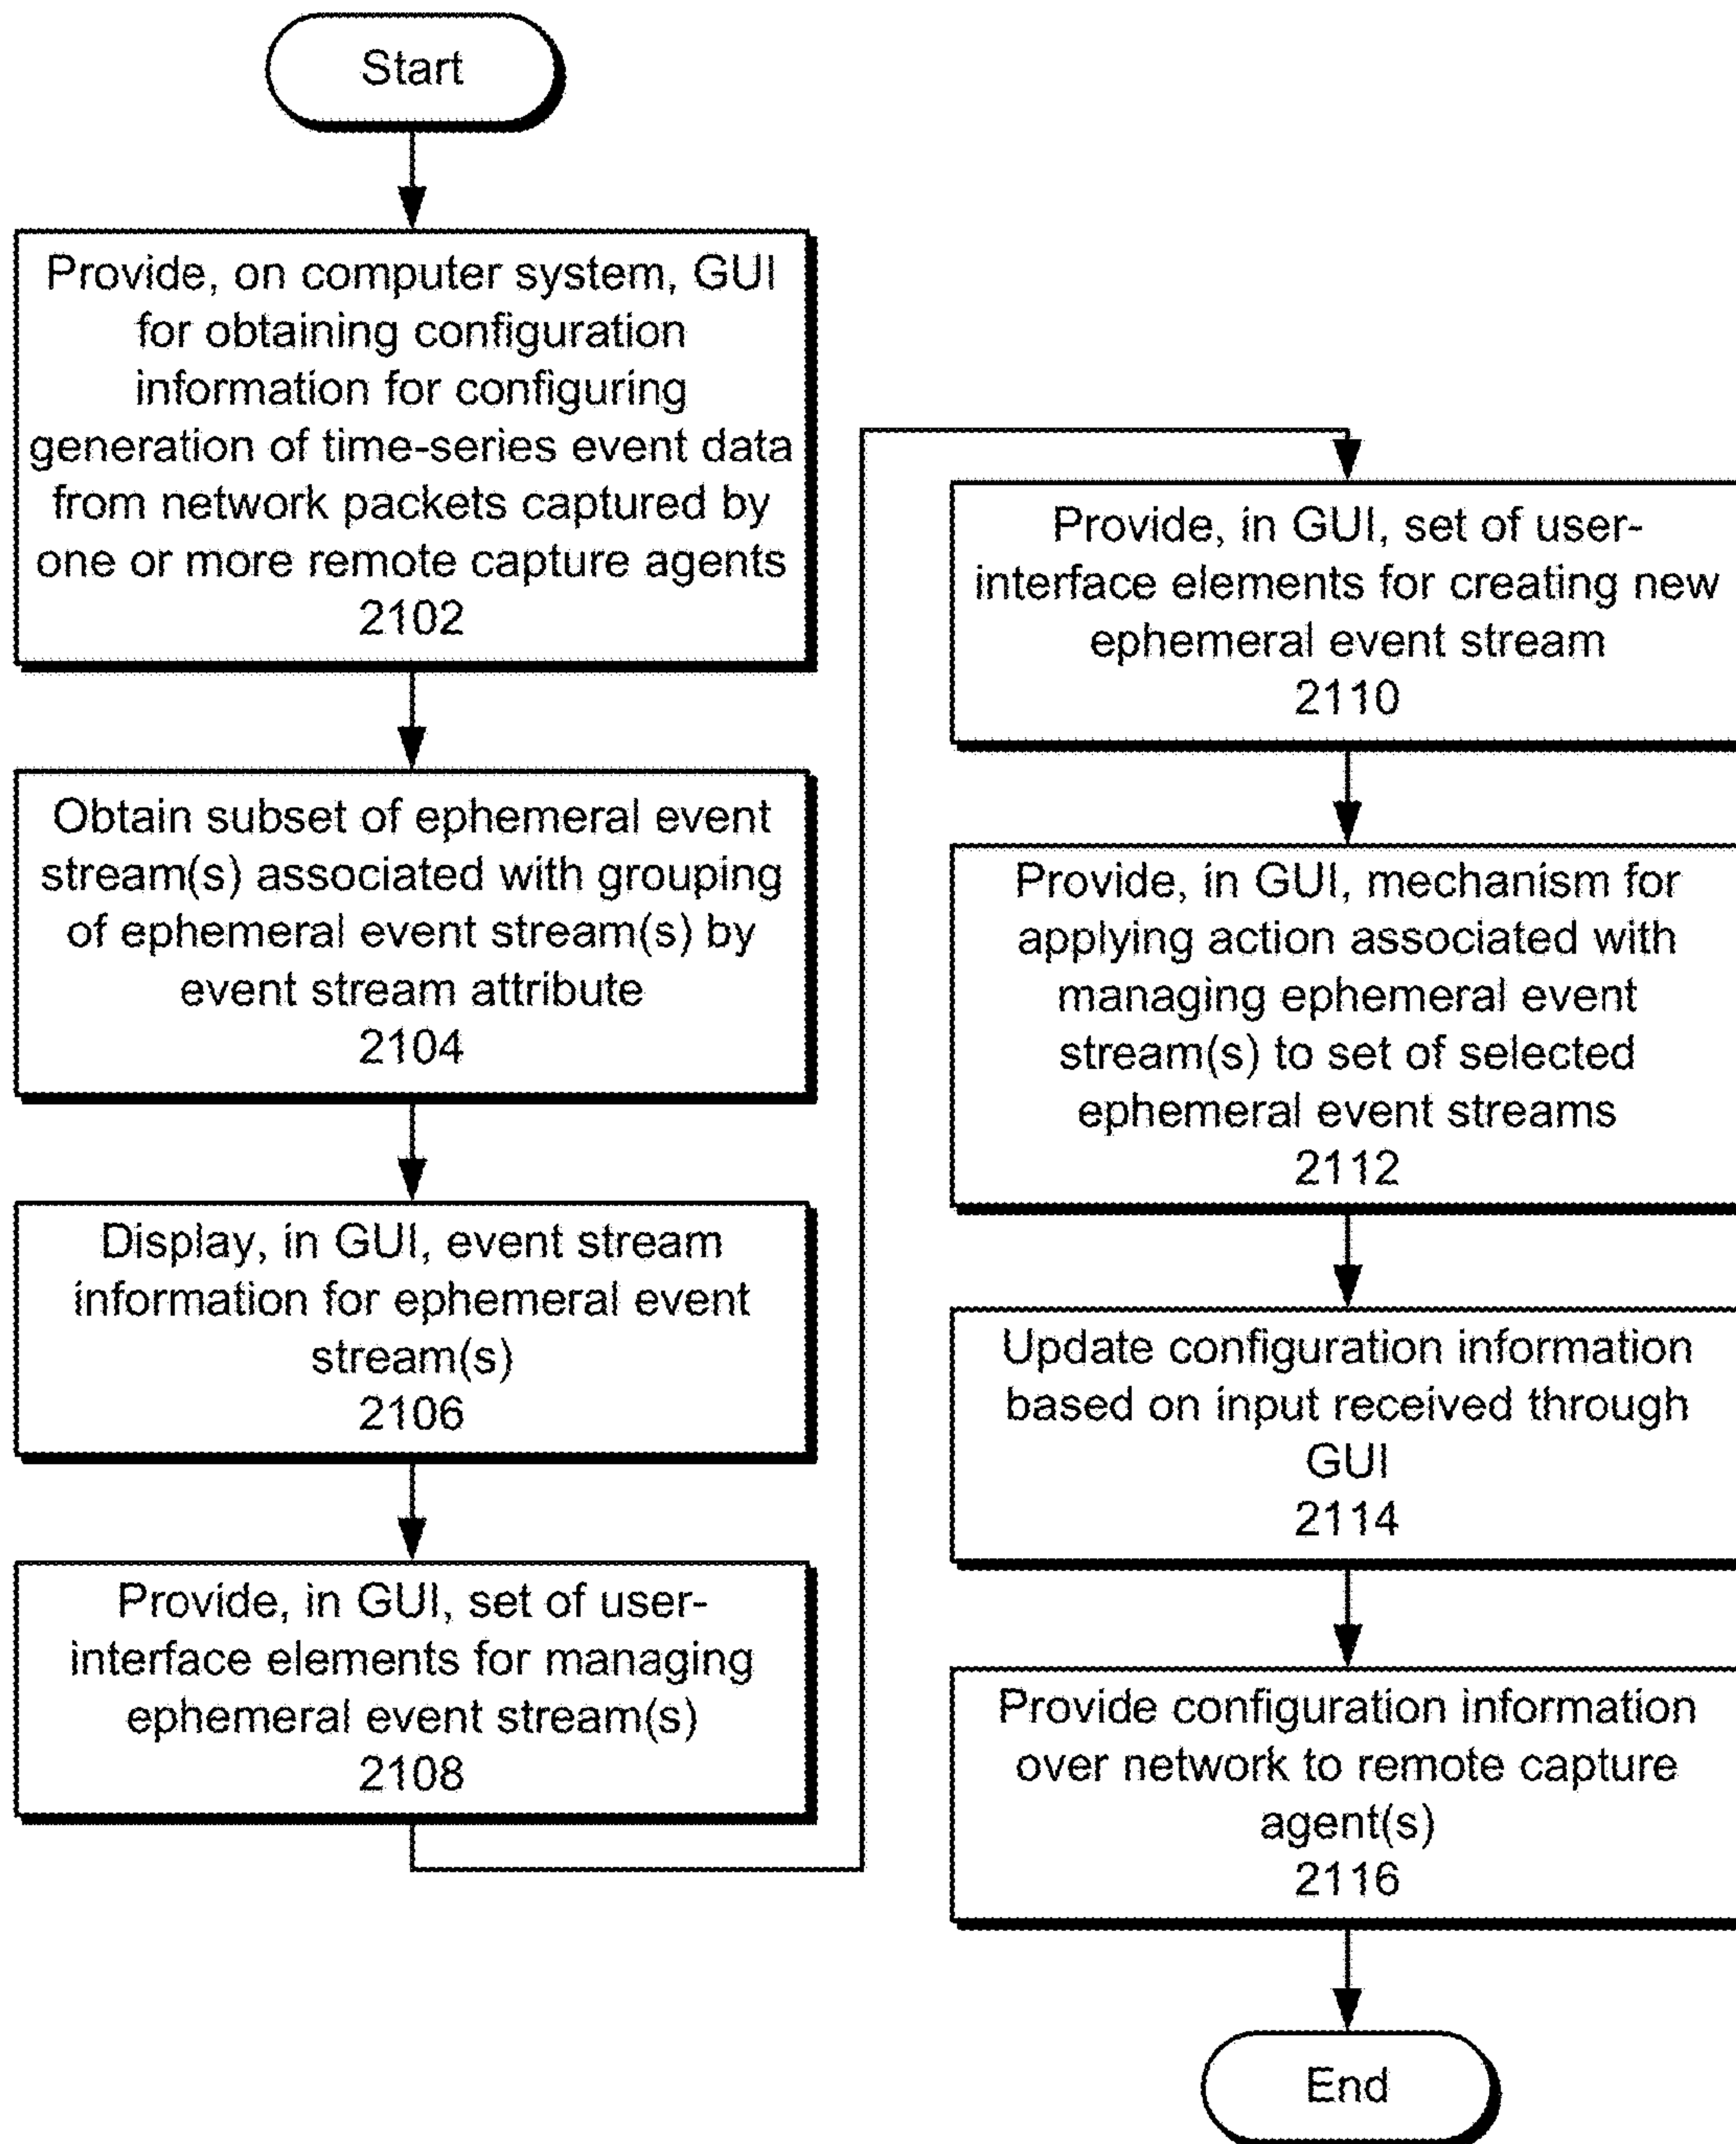 Start
Provide, on computer system, GUI
for obtaining configuration
information for configuring
generation of time-series event data
from network packets captured by
one or more remote capture agents
2102
Obtain subset of ephemeral event
stream(s) associated with grouping
of ephemeral event stream(s) by
event stream attribute
2104
Display, in GUI, event stream
information for ephemeral event
stream(s)
2106
Provide, in GUI, set of user-
interface elements for managing
ephemeral event stream(s)
2108
Provide, in GUI, set of user-
interface elements for creating new
ephemeral event stream
2110
Provide, in GUI, mechanism for
applying action associated with
managing ephemeral event
stream(s) to set of selected
ephemeral event streams
2112
Update configuration information
based on input received through
GUI
2114
Provide configuration information
over network to remote capture
agent(s)
2116
End